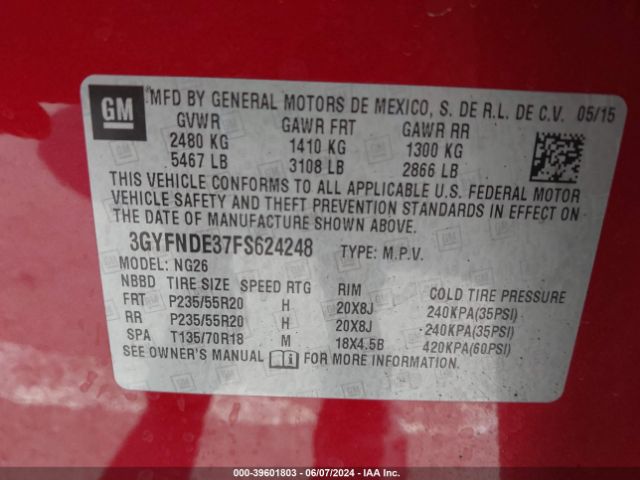 GM
MFD BY GENERAL MOTORS DE MEXICO, S. DE R.L. DE C.V. 05/15
GVWR GAWR FRT GAWR RR
2480 KG 1410 KG 1300 KG
5467 LB 3108 LB 2866 LB
THIS VEHICLE CONFORMS TO ALL APPLICABLE U.S. FEDERAL MOTOR
VEHICLE SAFETY AND THEFT PREVENTION STANDARDS IN EFFECT ON
THE DATE OF MANUFACTURE SHOWN ABOVE.
3GYFNDE37FS624248 TYPE: M.P.V.
MODEL: NG26
NBBD TIRE SIZE SPEED RTG RIM COLD TIRE PRESSURE
FRT P235/55R20 H 20X8J 240KPA(35PSI)
RR P235/55R20 H 20X8J 240KPA(35PSI)
SPA T135/70R18 M 18X4.5B 420KPA(60PSI)
SEE OWNER'S MANUAL FOR MORE INFORMATION.
000-39601803 - 06/07/2024 - IAA Inc.